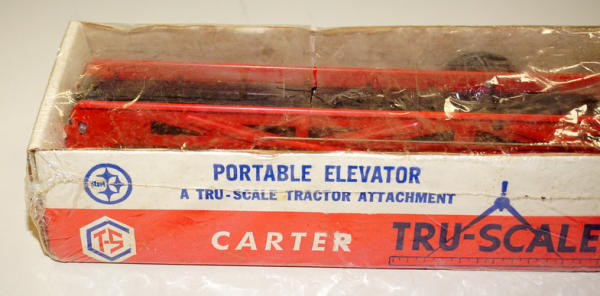 PORTABLE ELEVATOR
A TRU-SCALE TRACTOR ATTACHMENT
T-S
CARTER TRU-SCALE